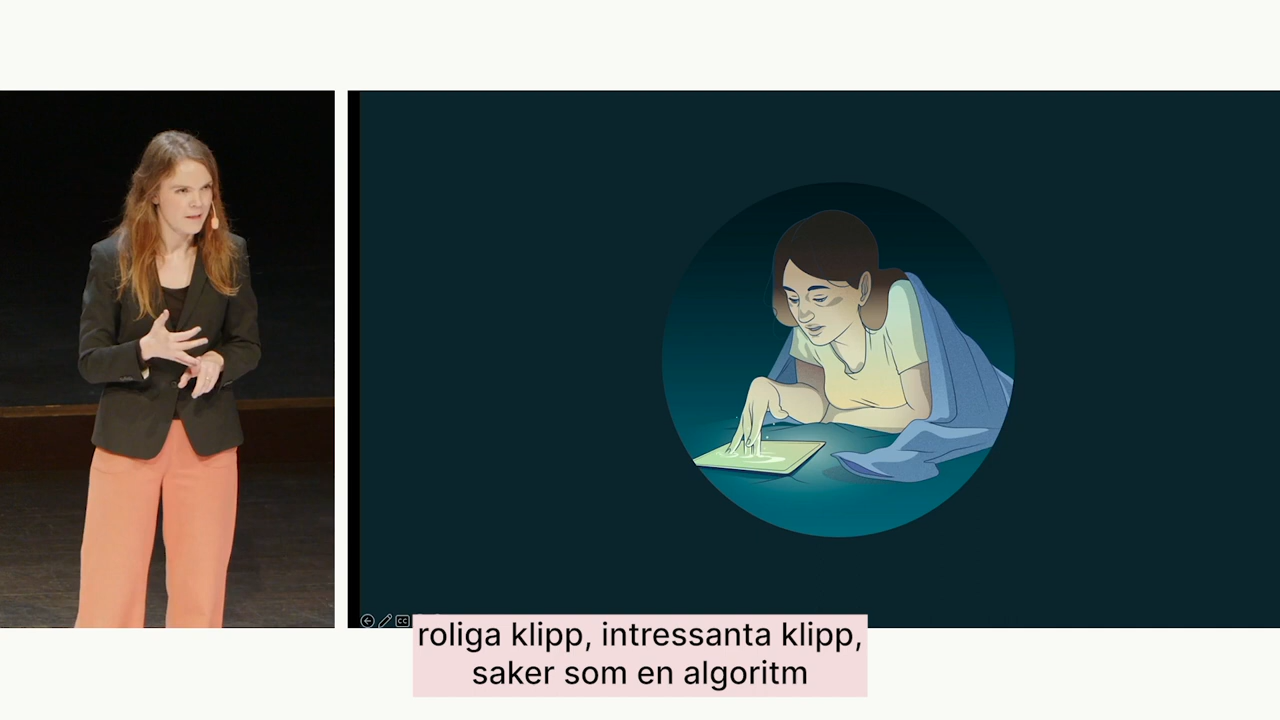 roliga klipp, intressanta klipp,
saker som en algoritm